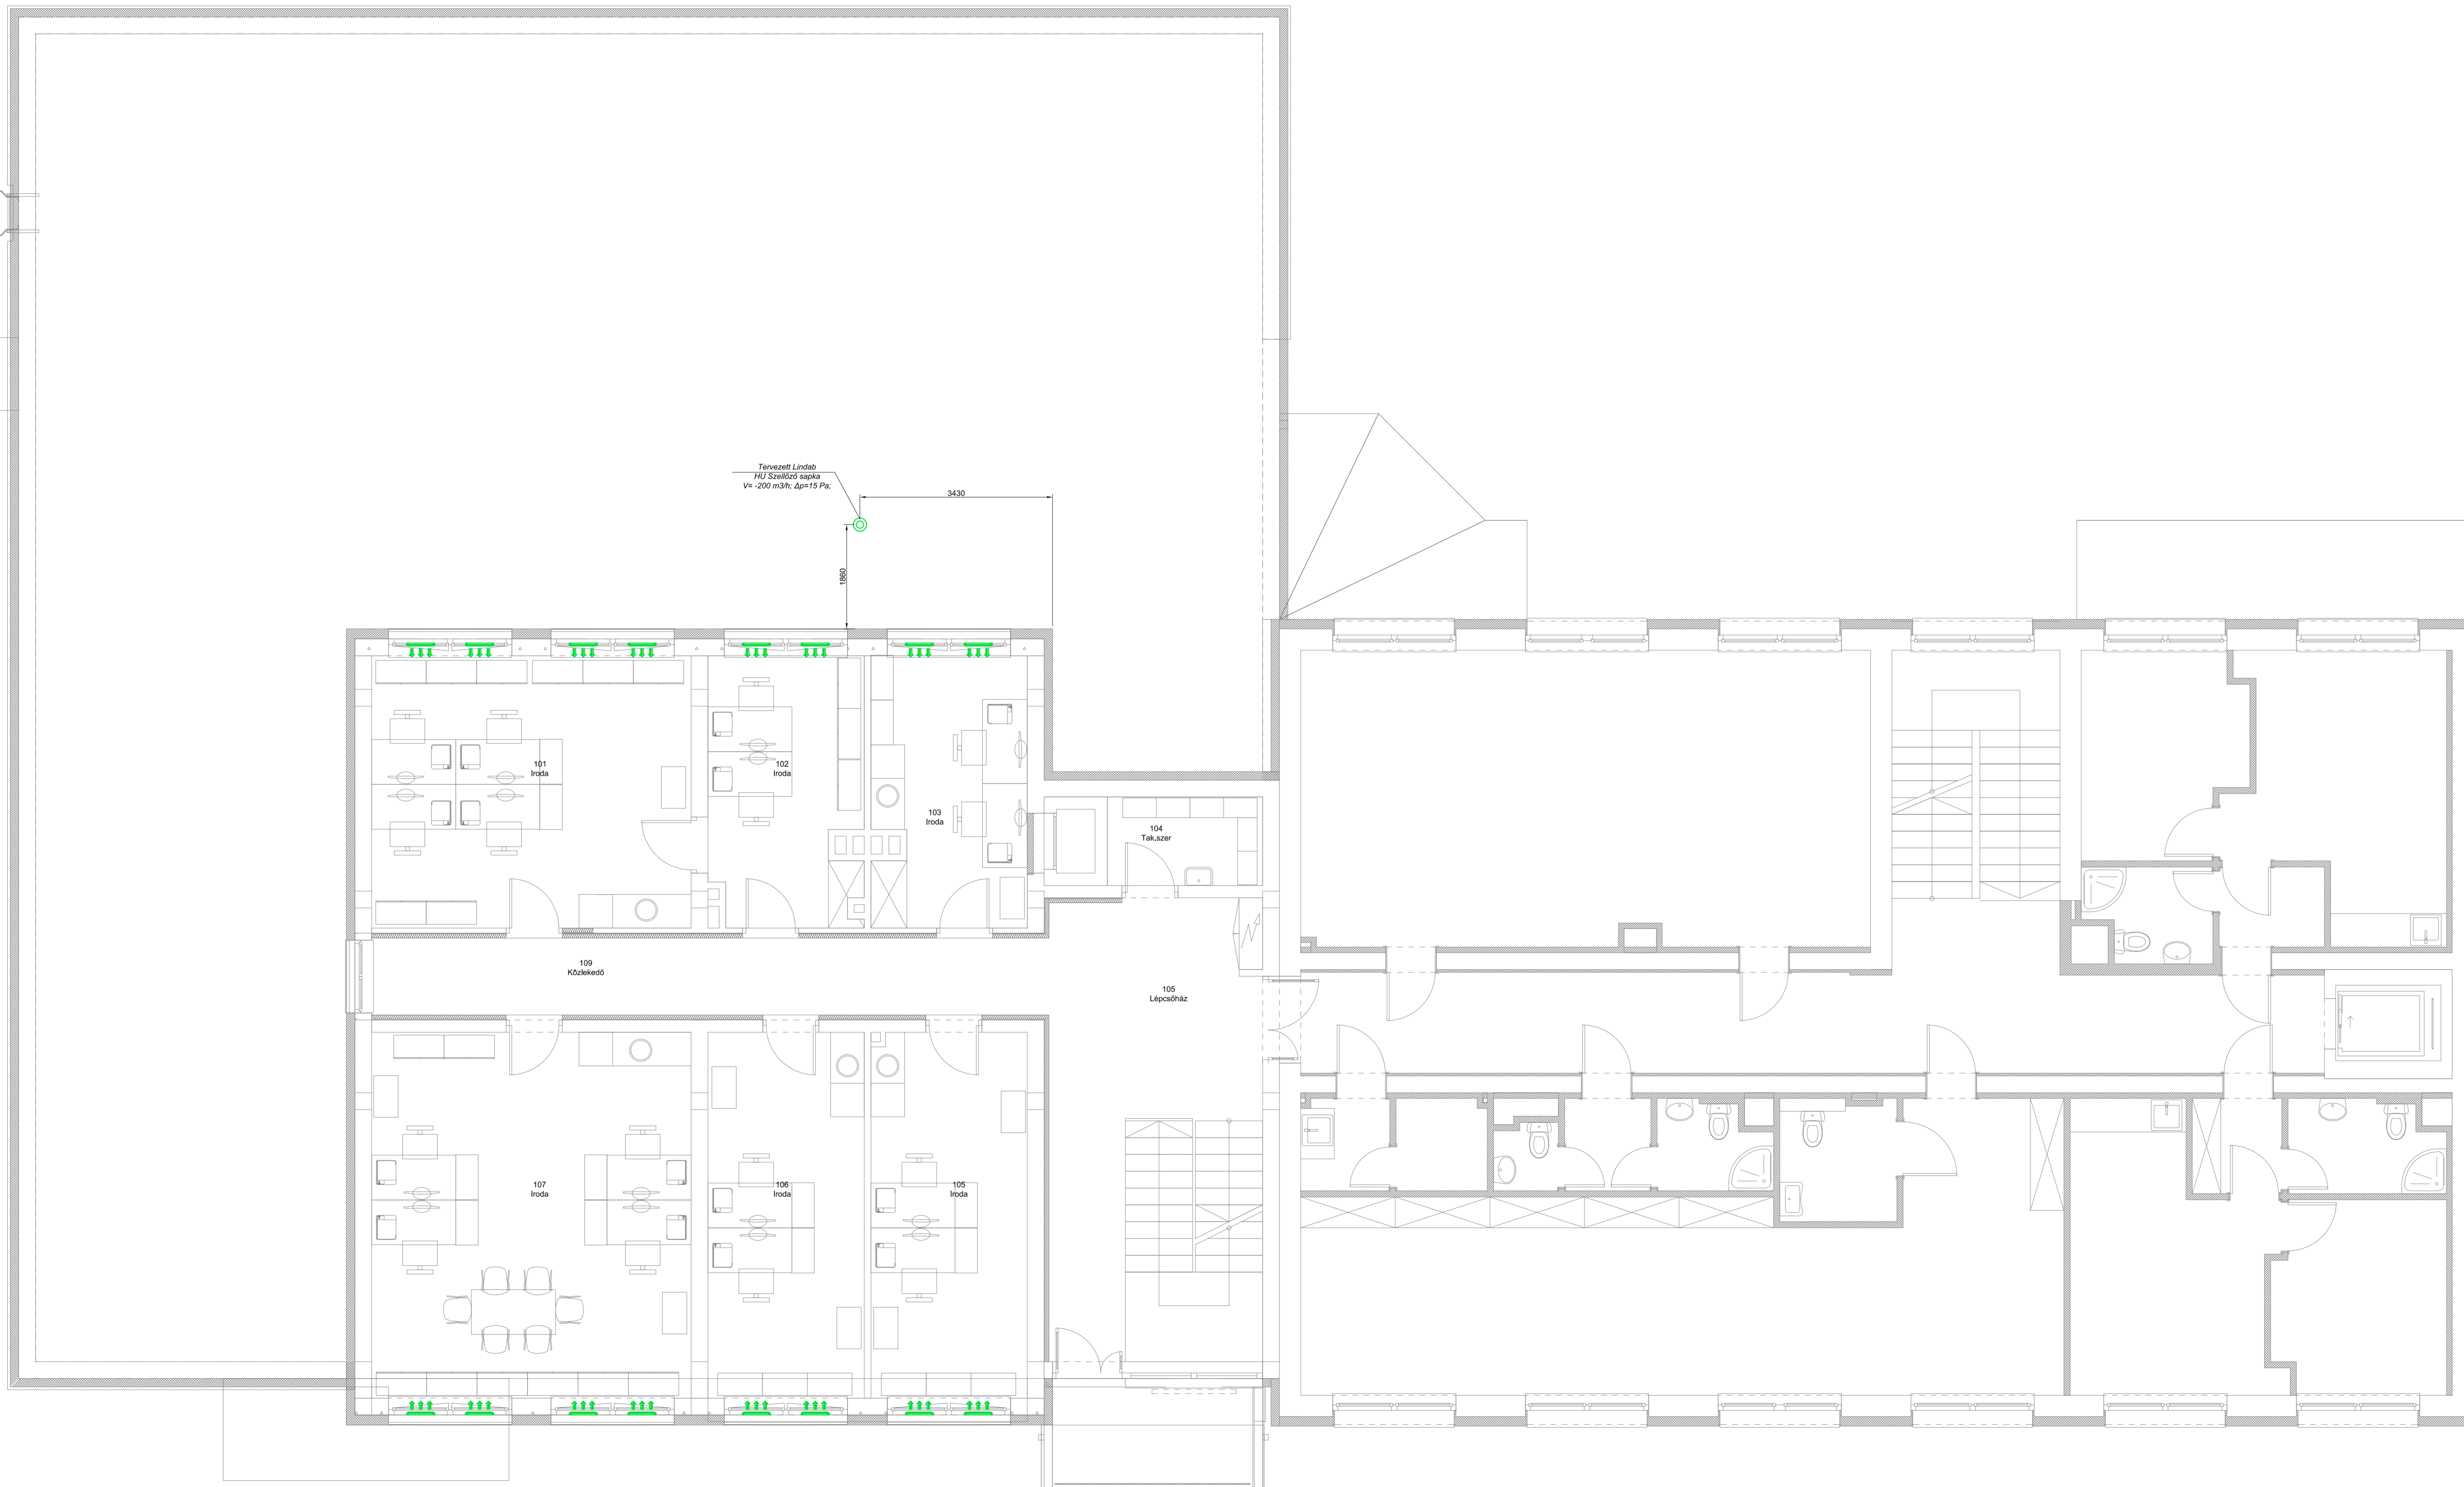 Tervezett Lindab
HU Szellőző sapka
V= -200 m3/h; Δp=15 Pa;
3430
1860
101
Iroda
102
Iroda
103
Iroda
104
Tak.szer
109
Közlekedő
105
Lépcsőház
107
Iroda
106
Iroda
105
Iroda